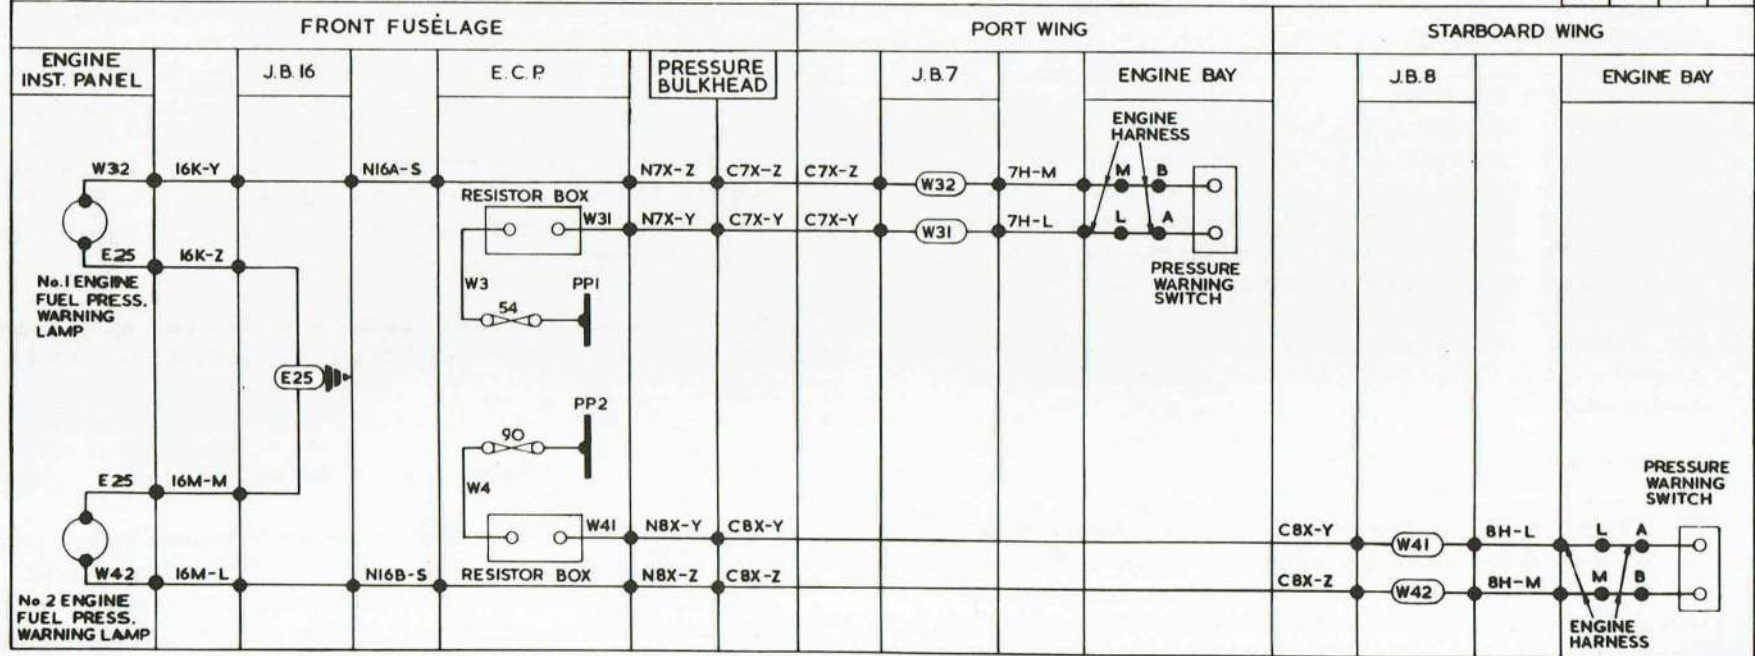 FRONT FUSELAGE
PORT WING
STARBOARD WING
ENGINE
INST. PANEL
J.B. 16
E.C.P.
PRESSURE
BULKHEAD
J.B.7
ENGINE BAY
J.B.8
ENGINE BAY
ENGINE
HARNESS
W32
16K-Y
N16A-S
N7X-Z
C7X-Z
C7X-Z
W32
7H-M
M
B
RESISTOR BOX
W31
N7X-Y
C7X-Y
C7X-Y
W31
7H-L
L
A
E25
16K-Z
No.1 ENGINE
FUEL PRESS.
WARNING
LAMP
W3
PP1
54
PRESSURE
WARNING
SWITCH
E25
PP2
90
W4
E25
16M-M
PRESSURE
WARNING
SWITCH
W41
N8X-Y
C8X-Y
C8X-Y
W41
8H-L
L
A
W42
16M-L
N16B-S
RESISTOR BOX
N8X-Z
C8X-Z
C8X-Z
W42
8H-M
M
B
No 2 ENGINE
FUEL PRESS.
WARNING LAMP
ENGINE
HARNESS